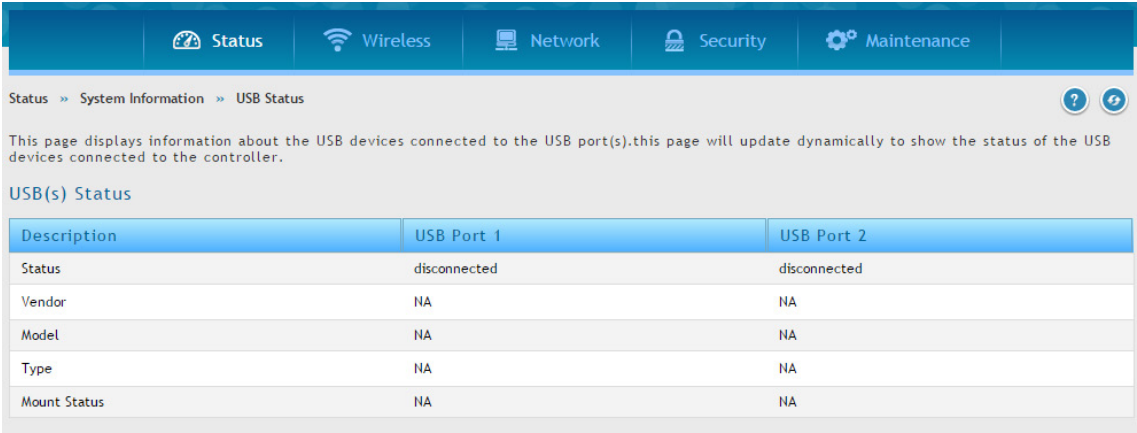 Status Wireless Network Security Maintenance
Status » System Information » USB Status
?
This page displays information about the USB devices connected to the USB port(s).this page will update dynamically to show the status of the USB
devices connected to the controller.
USB(s) Status
Description USB Port 1 USB Port 2
Status disconnected disconnected
Vendor NA NA
Model NA NA
Type NA NA
Mount Status NA NA